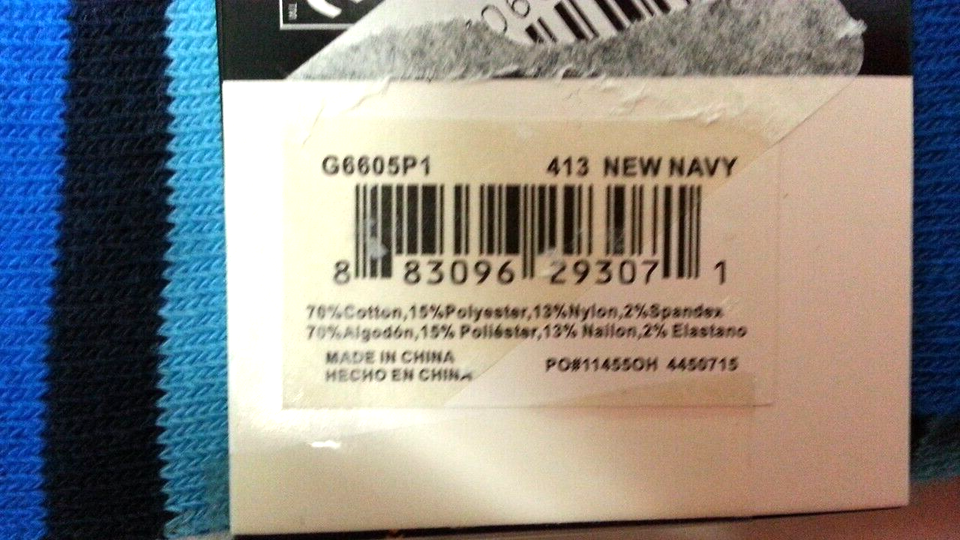 06
G6605P1 413 NEW NAVY
8 83096 29307 1
70%Cotton,15%Polyester,13%Nylon,2%Spandex
70%Algodón,15% Poliéster,13% Nailon,2% Elastano
MADE IN CHINA PO#11455OH 4450715
HECHO EN CHINA